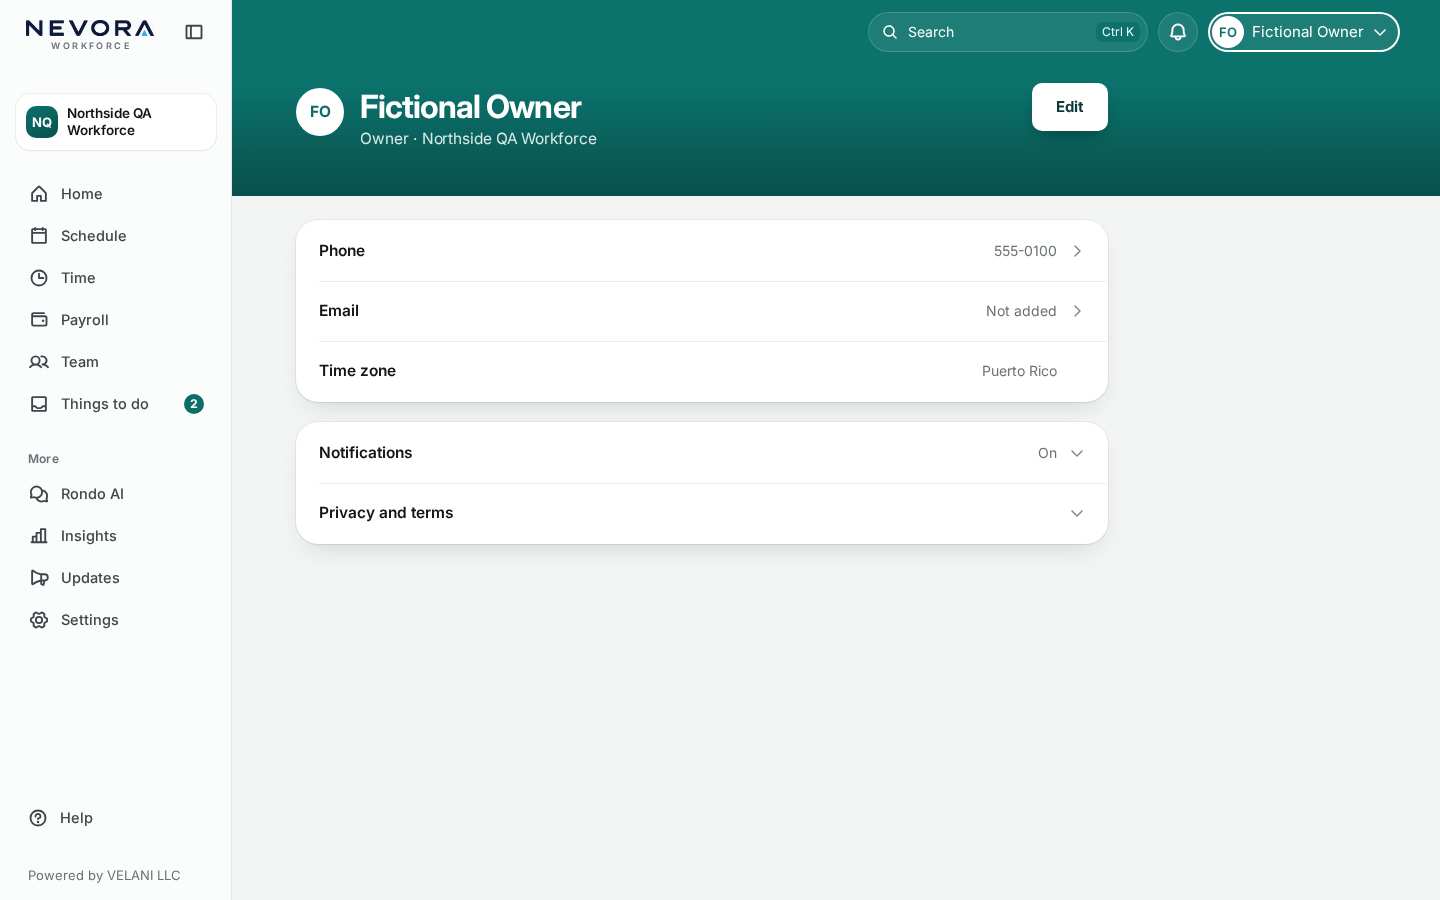 NEVORA
WORKFORCE
Search
Ctrl K
FO
Fictional Owner
NQ
Northside QA
Workforce
FO
Fictional Owner
Owner · Northside QA Workforce
Edit
Home
Schedule
Time
Payroll
Team
Things to do
2
More
Rondo AI
Insights
Updates
Settings
Help
Powered by VELANI LLC
Phone
555-0100
Email
Not added
Time zone
Puerto Rico
Notifications
On
Privacy and terms